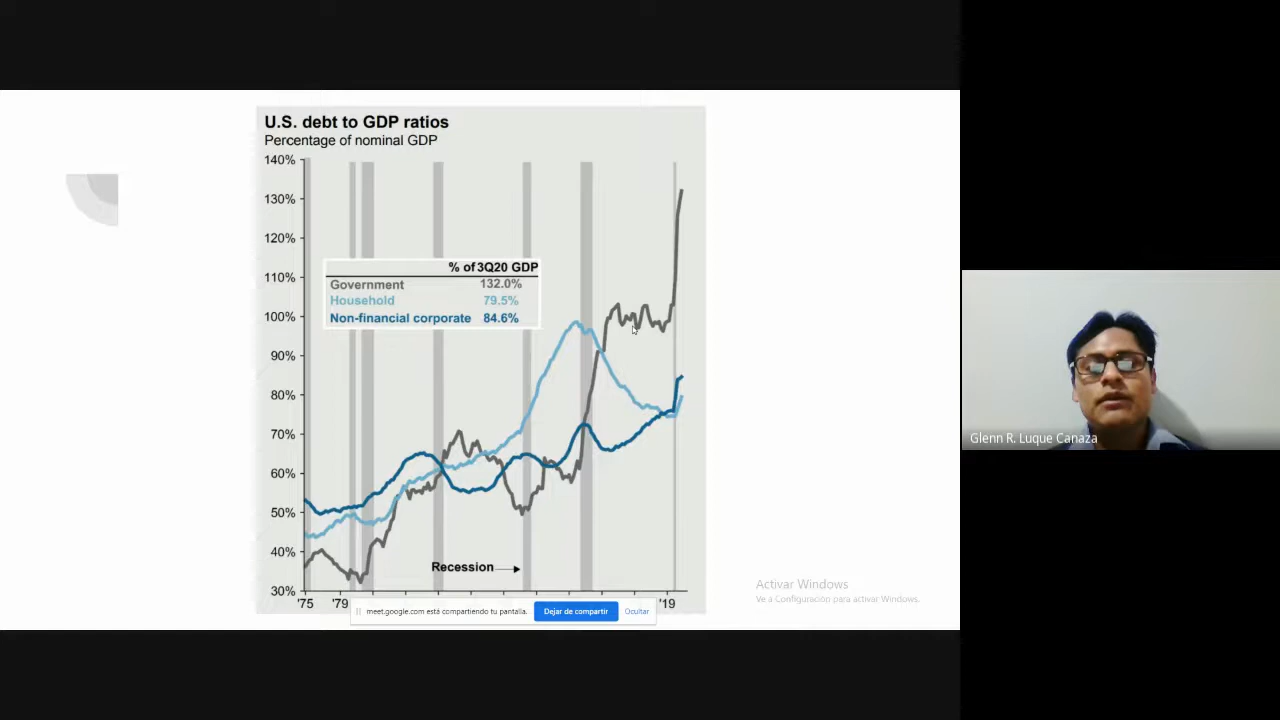 U.S. debt to GDP ratios
Percentage of nominal GDP
140%
130%
120%
110%
100%
90%
80%
70%
60%
50%
40%
30%
% of 3Q20 GDP
Government 132.0%
Household 79.5%
Non-financial corporate 84.6%
Recession
'75 '79 '19
meet.google.com está compartiendo tu pantalla. Dejar de compartir Ocultar
Activar Windows
Ve a Configuración para activar Windows.
Glenn R. Luque Canaza